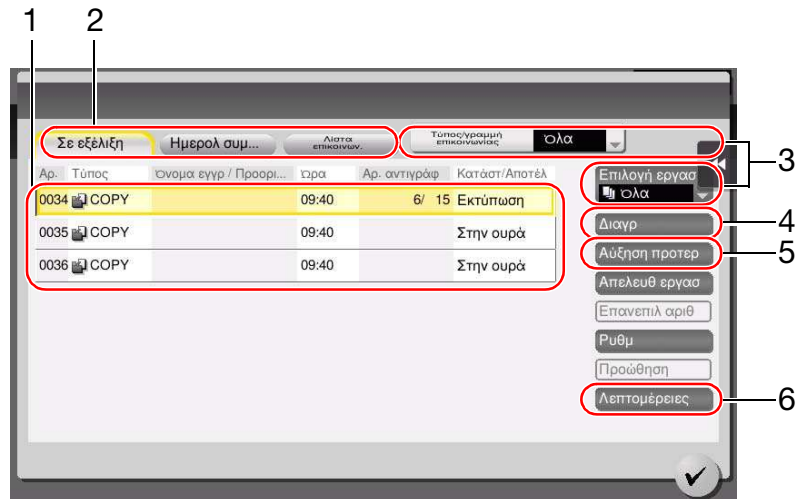 1 2
Σε εξέλιξη Ημερολ συμ... Λίστα επικοινων. Τύπος/γραμμή επικοινωνίας Όλα
3
Αρ. Τύπος Όνομα εγγρ / Προορι... Ώρα Αρ. αντιγράφ Κατάστ/Αποτέλ
Επιλογή εργασ
Όλα
0034 COPY 09:40 6/ 15 Εκτύπωση
0035 COPY 09:40 Στην ουρά
0036 COPY 09:40 Στην ουρά
Διαγρ 4
Αύξηση προτερ 5
Απελευθ εργασ
Επανεπιλ αριθ
Ρυθμ
Προώθηση
Λεπτομέρειες 6